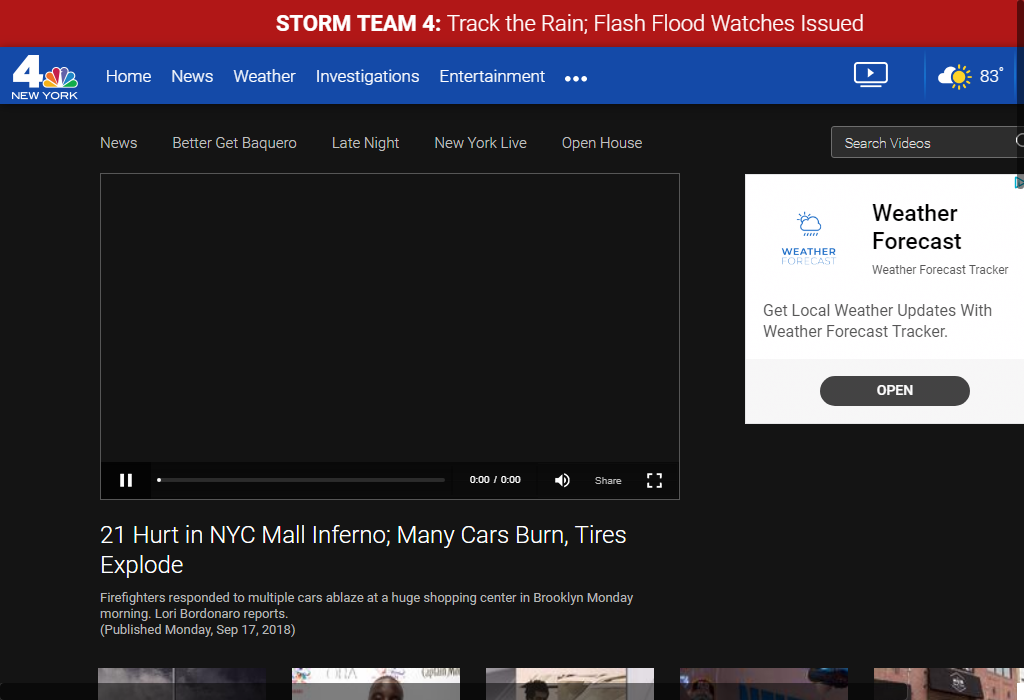 STORM TEAM 4: Track the Rain; Flash Flood Watches Issued
4
NEW YORK
Home News Weather Investigations Entertainment
83°
News Better Get Baquero Late Night New York Live Open House
Search Videos
Weather
Forecast
WEATHER
FORECAST
Weather Forecast Tracker
Get Local Weather Updates With
Weather Forecast Tracker.
OPEN
0:00 / 0:00
Share
21 Hurt in NYC Mall Inferno; Many Cars Burn, Tires
Explode
Firefighters responded to multiple cars ablaze at a huge shopping center in Brooklyn Monday
morning. Lori Bordonaro reports.
(Published Monday, Sep 17, 2018)